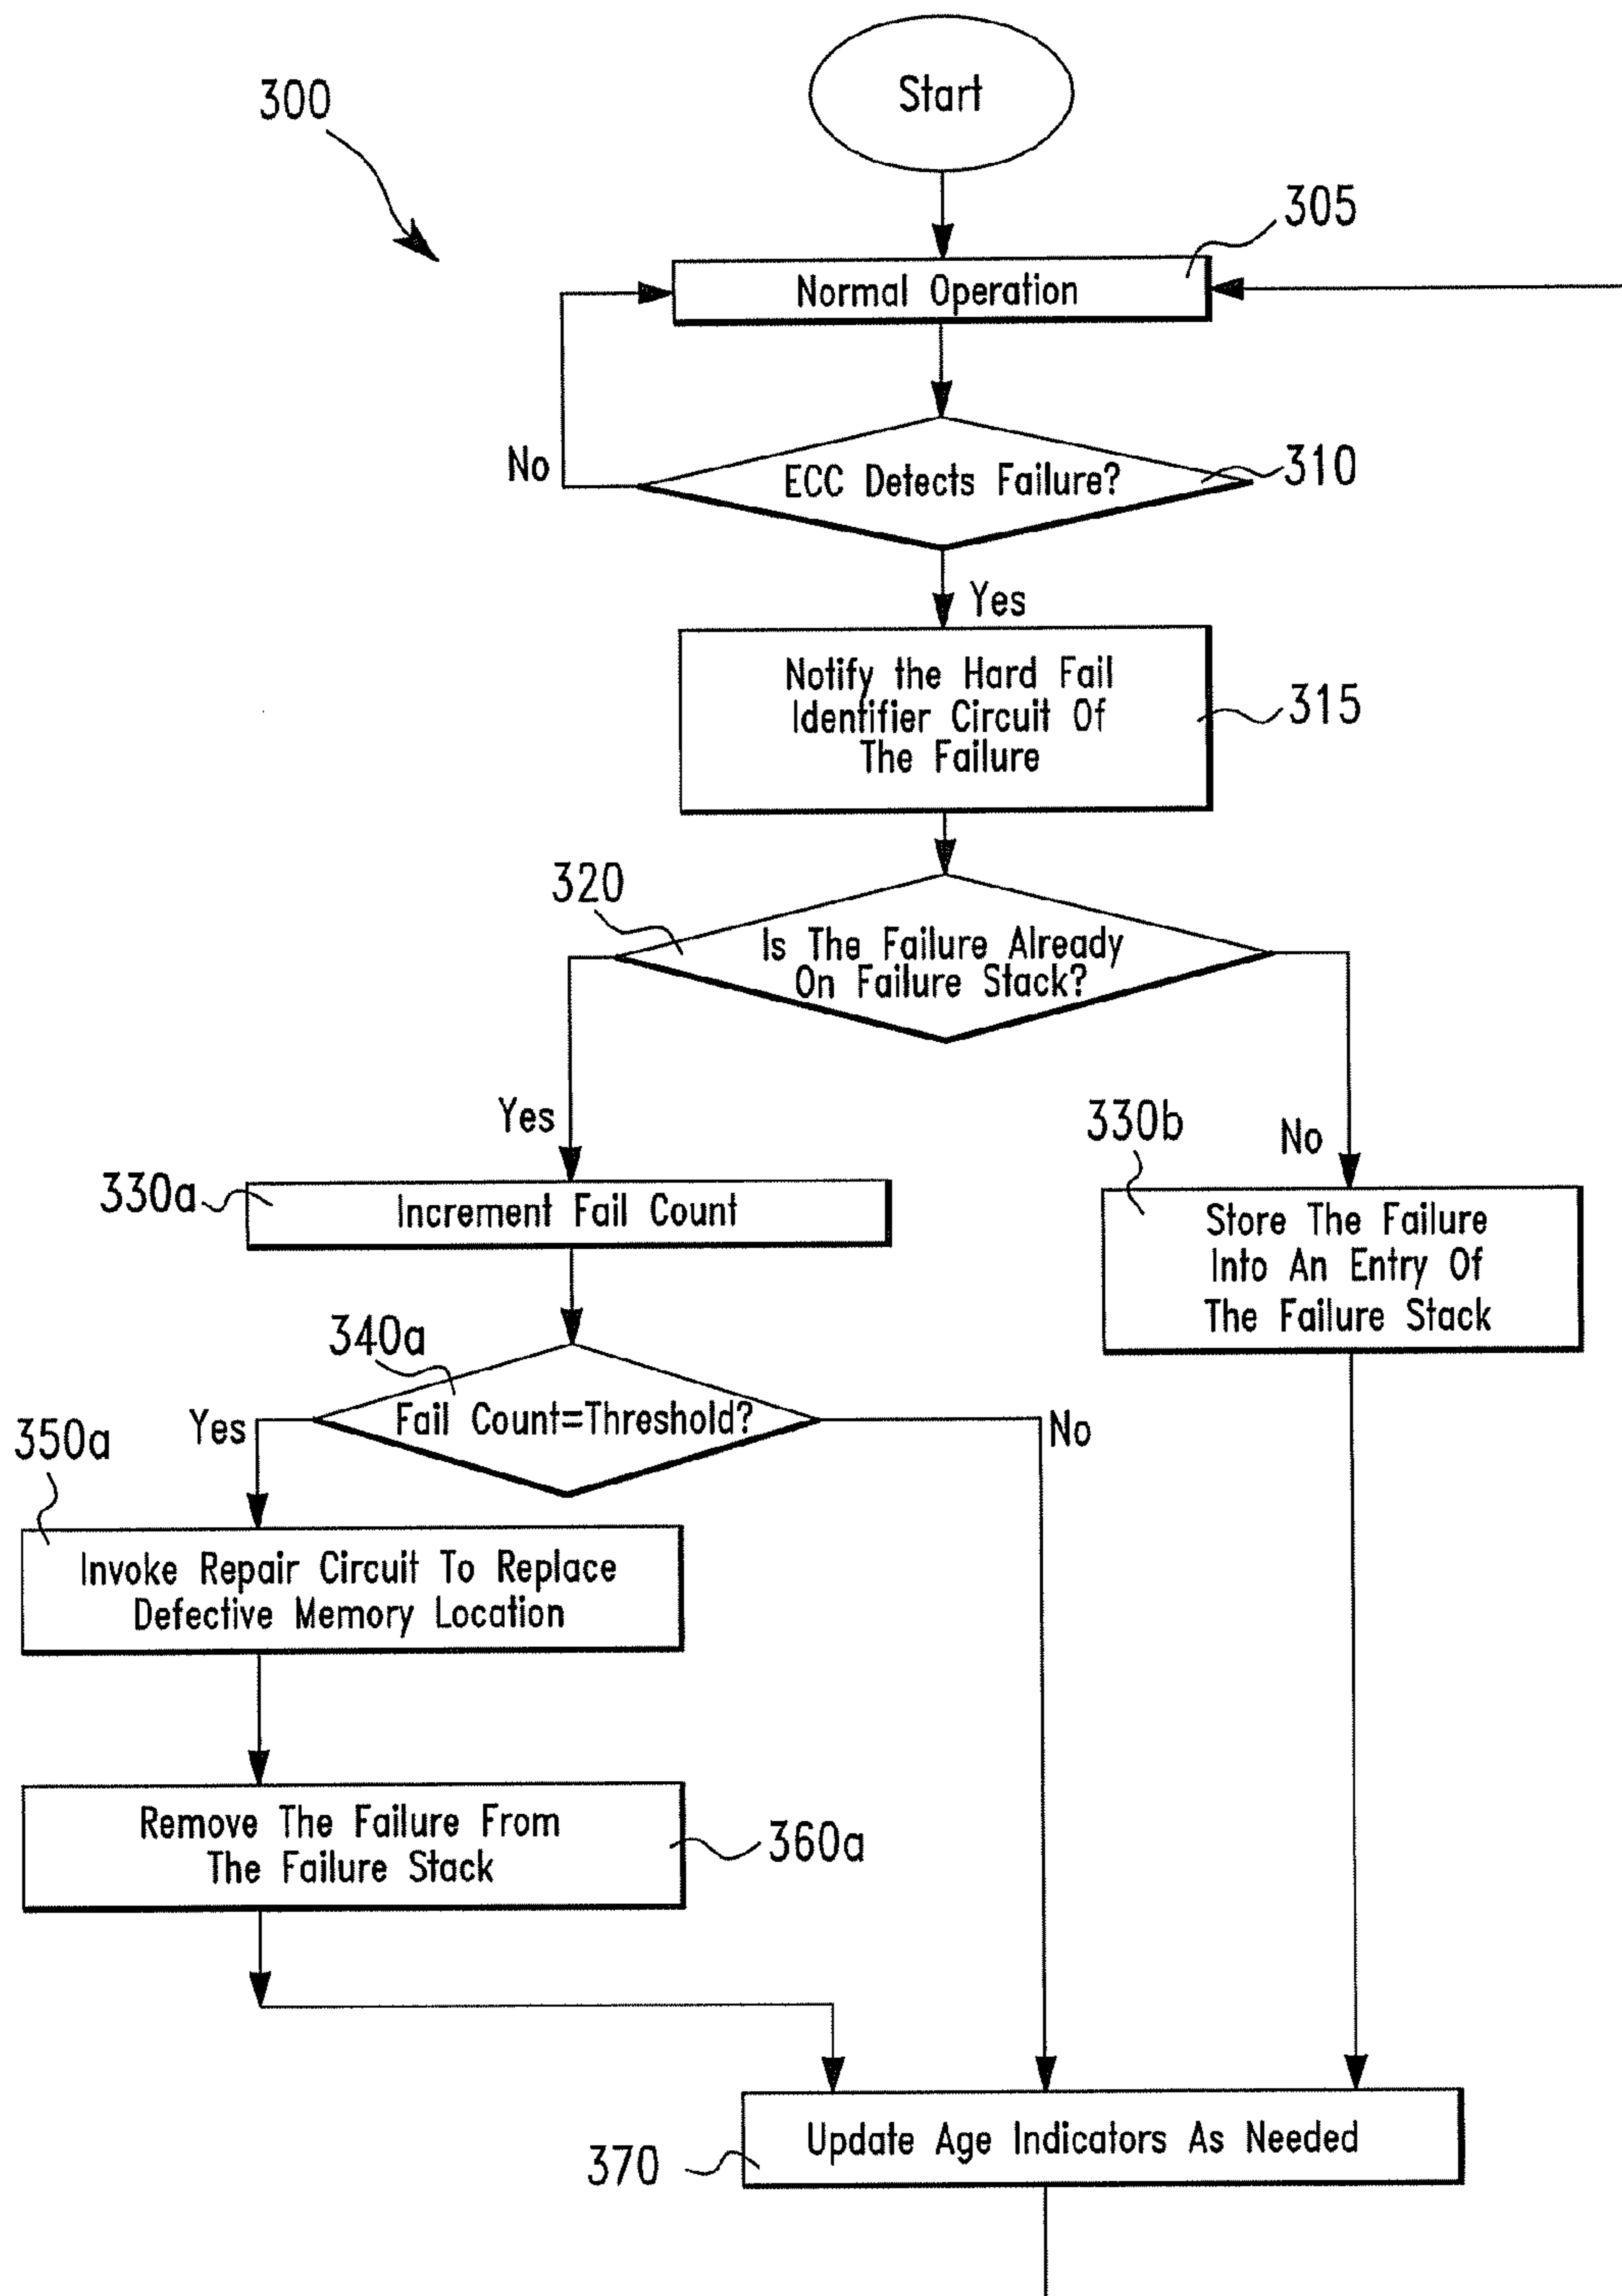 Start
300
305
Normal Operation
No
ECC Detects Failure?
310
Yes
Notify the Hard Fail
Identifier Circuit Of
The Failure
315
320
Is The Failure Already
On Failure Stack?
Yes
No
330a
Increment Fail Count
330b
Store The Failure
Into An Entry Of
The Failure Stack
340a
Fail Count=Threshold?
Yes
No
350a
Invoke Repair Circuit To Replace
Defective Memory Location
Remove The Failure From
The Failure Stack
360a
Update Age Indicators As Needed
370